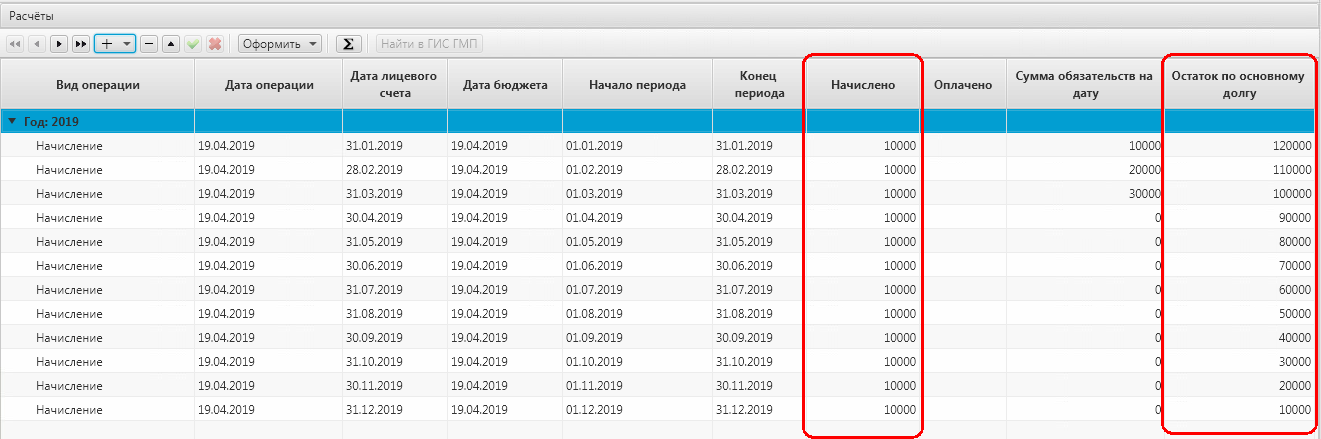 Расчёты
Оформить Σ Найти в ГИС ГМП
Вид операции Дата операции Дата лицевого счета Дата бюджета Начало периода Конец периода Начислено Оплачено Сумма обязательств на дату Остаток по основному долгу
Год: 2019
Начисление 19.04.2019 31.01.2019 19.04.2019 01.01.2019 31.01.2019 10000 10000 120000
Начисление 19.04.2019 28.02.2019 19.04.2019 01.02.2019 28.02.2019 10000 20000 110000
Начисление 19.04.2019 31.03.2019 19.04.2019 01.03.2019 31.03.2019 10000 30000 100000
Начисление 19.04.2019 30.04.2019 19.04.2019 01.04.2019 30.04.2019 10000 0 90000
Начисление 19.04.2019 31.05.2019 19.04.2019 01.05.2019 31.05.2019 10000 0 80000
Начисление 19.04.2019 30.06.2019 19.04.2019 01.06.2019 30.06.2019 10000 0 70000
Начисление 19.04.2019 31.07.2019 19.04.2019 01.07.2019 31.07.2019 10000 0 60000
Начисление 19.04.2019 31.08.2019 19.04.2019 01.08.2019 31.08.2019 10000 0 50000
Начисление 19.04.2019 30.09.2019 19.04.2019 01.09.2019 30.09.2019 10000 0 40000
Начисление 19.04.2019 31.10.2019 19.04.2019 01.10.2019 31.10.2019 10000 0 30000
Начисление 19.04.2019 30.11.2019 19.04.2019 01.11.2019 30.11.2019 10000 0 20000
Начисление 19.04.2019 31.12.2019 19.04.2019 01.12.2019 31.12.2019 10000 0 10000